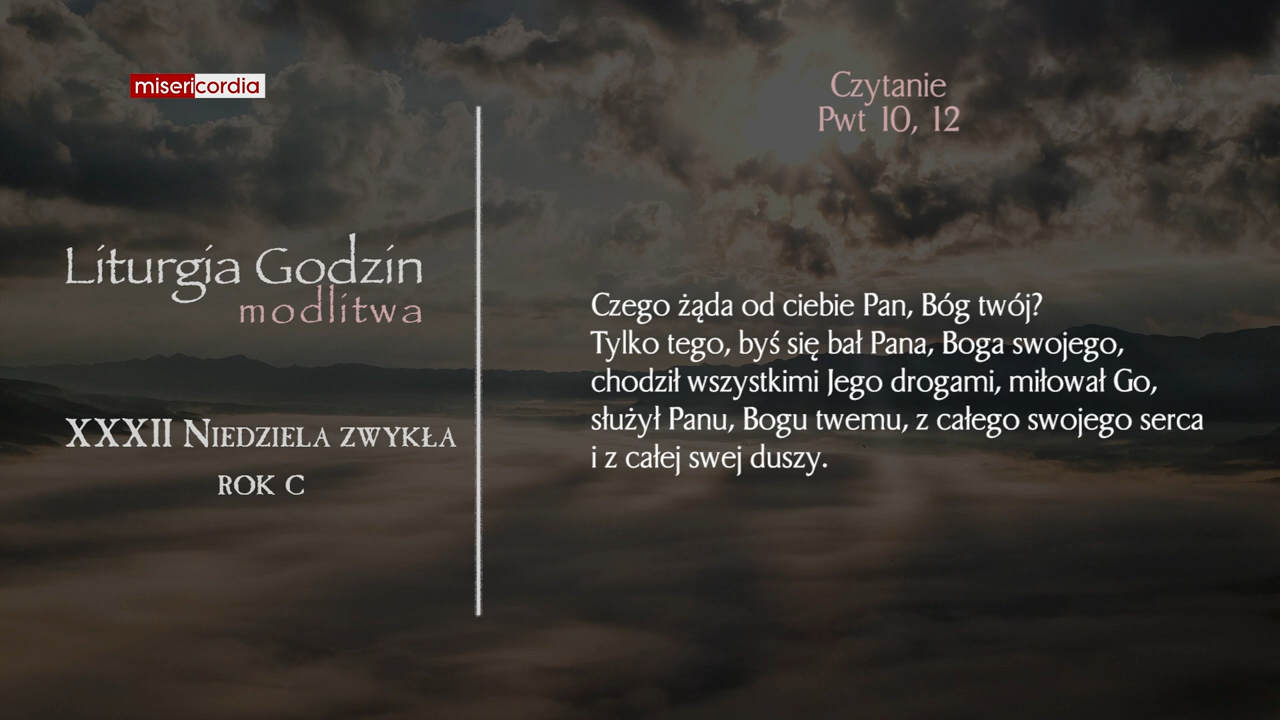 misericordia
Liturgia Godzin
modlitwa
XXXII Niedziela zwykła
rok C
Czytanie
Pwt 10, 12
Czego żąda od ciebie Pan, Bóg twój?
Tylko tego, byś się bał Pana, Boga swojego,
chodził wszystkimi Jego drogami, miłował Go,
służył Panu, Bogu twemu, z całego swojego serca
i z całej swej duszy.